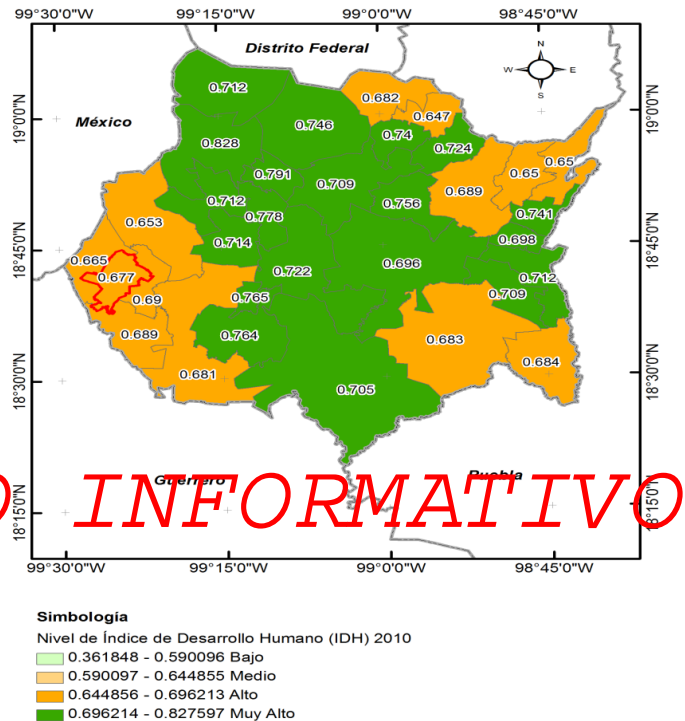 99°30'0"W 99°15'0"W 99°0'0"W 98°45'0"W
Distrito Federal
N
W E
S
México
19°0'0"N
19°0'0"N
0.712
0.682
0.746
0.647
0.74
0.828
0.724
0.65
0.791
0.65
0.709
0.689
0.712
0.756
0.778
0.741
0.653
0.714
0.698
18°45'0"N
18°45'0"N
0.665
0.696
0.677
0.722
0.712
0.69
0.765
0.709
0.689
0.764
0.683
0.681
0.684
18°30'0"N
18°30'0"N
0.705
Guerrero
Puebla
O INFORMATIVO
18°15'0"N
18°15'0"N
99°30'0"W 99°15'0"W 99°0'0"W 98°45'0"W
Simbología
Nivel de Índice de Desarrollo Humano (IDH) 2010
0.361848 - 0.590096 Bajo
0.590097 - 0.644855 Medio
0.644856 - 0.696213 Alto
0.696214 - 0.827597 Muy Alto